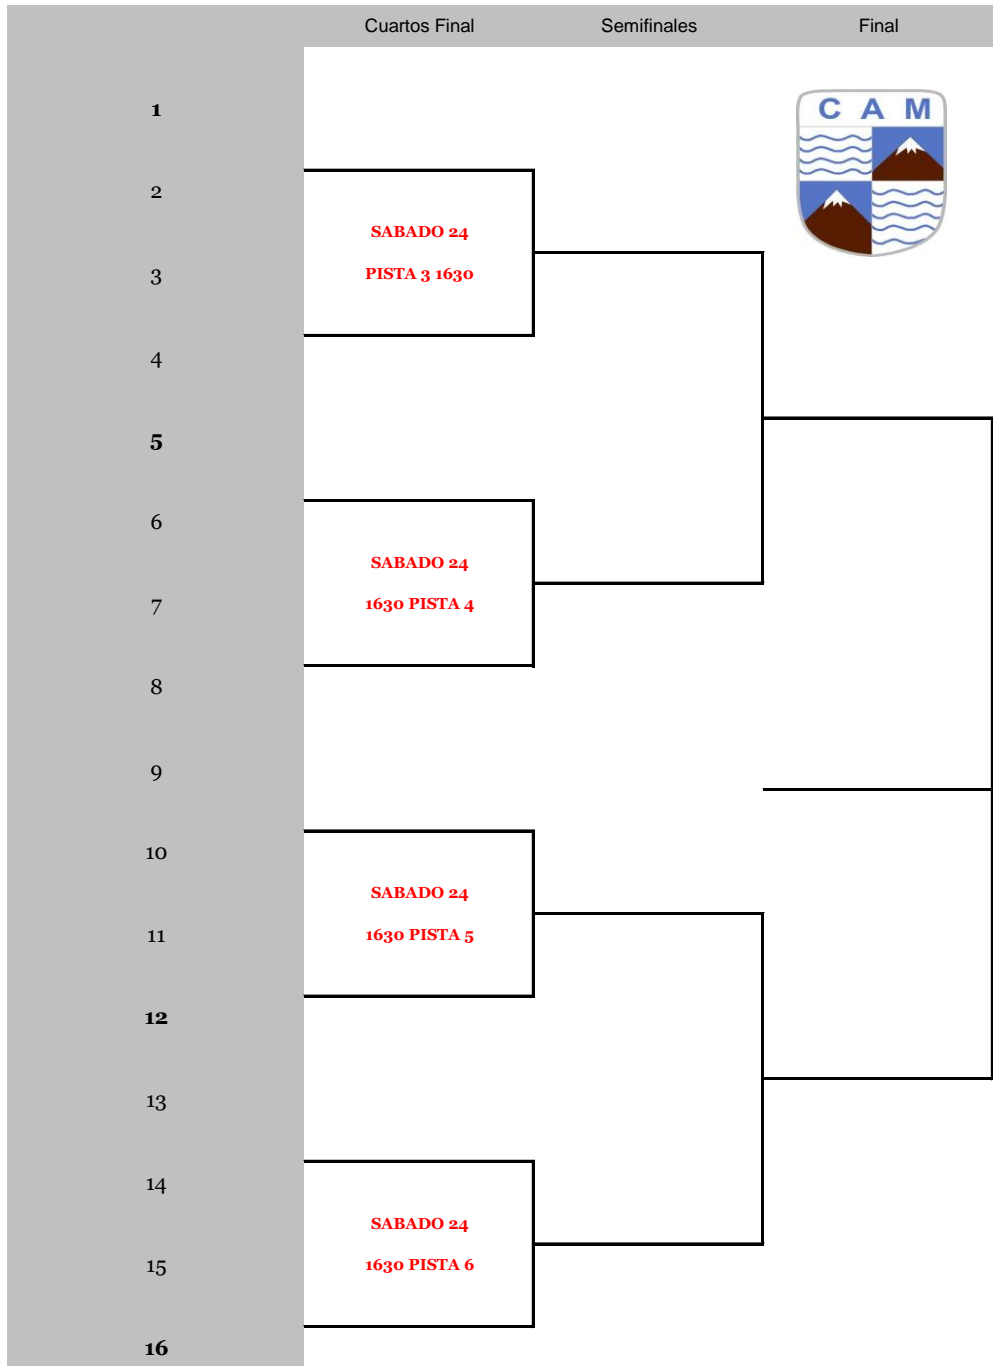 Cuartos Final Semifinales Final
1
C A M
2
SABADO 24
3
PISTA 3 1630
4
5
6
SABADO 24
7
1630 PISTA 4
8
9
10
SABADO 24
11
1630 PISTA 5
12
13
14
SABADO 24
15
1630 PISTA 6
16